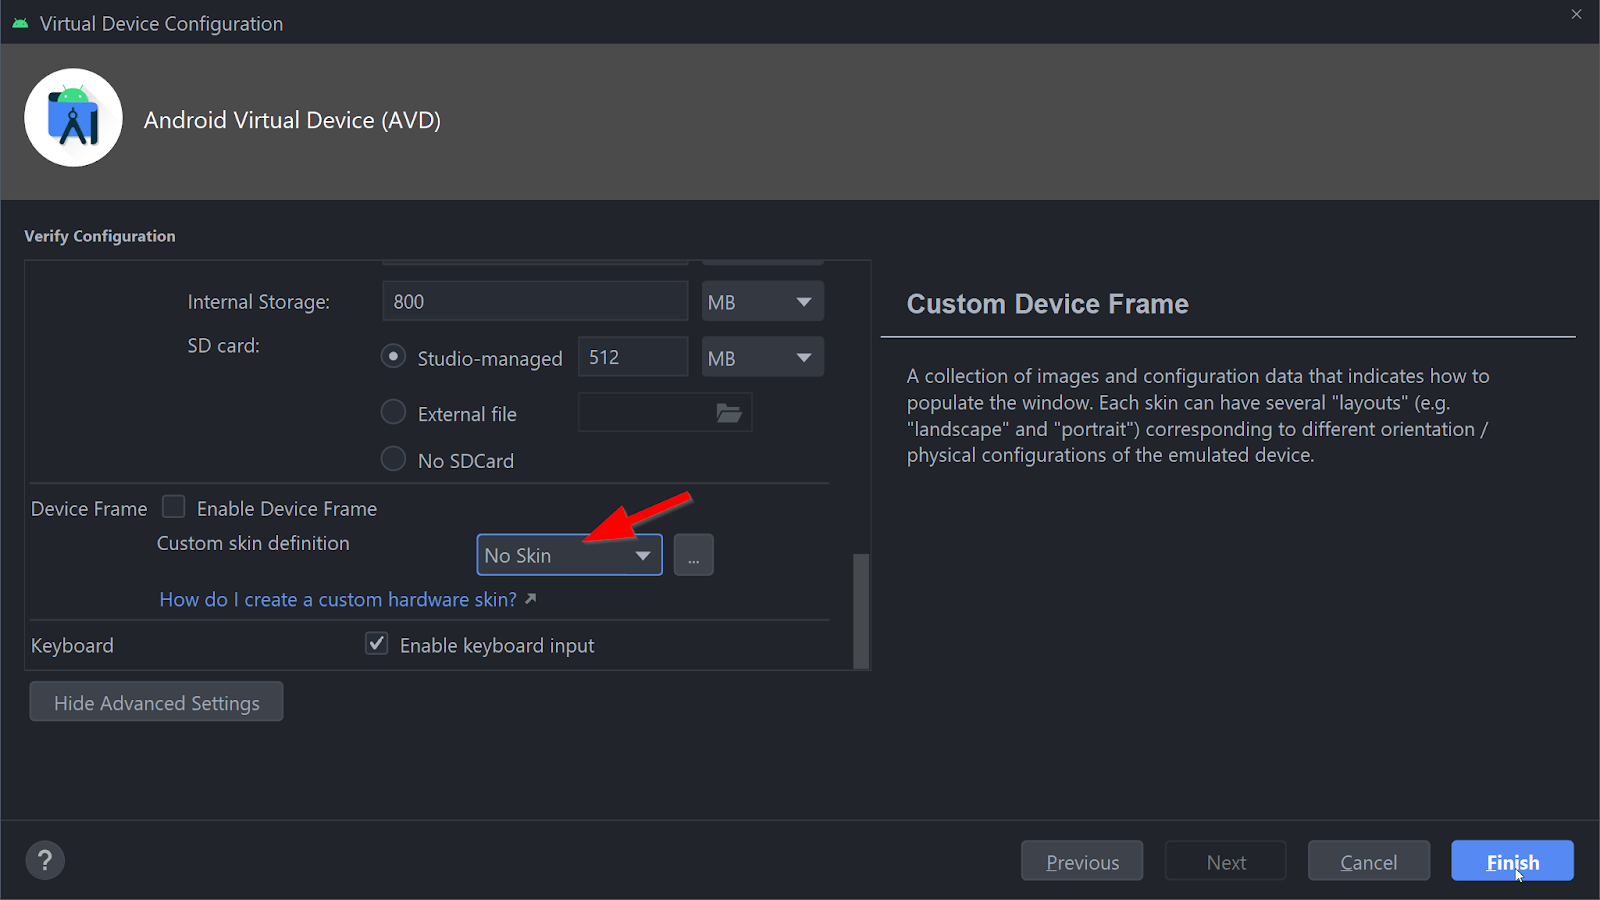 Virtual Device Configuration
Android Virtual Device (AVD)
Verify Configuration
Internal Storage: 800 MB
SD card:
Studio-managed 512 MB
External file
No SDCard
Device Frame Enable Device Frame
Custom skin definition
No Skin ...
How do I create a custom hardware skin?
Keyboard Enable keyboard input
Hide Advanced Settings
Custom Device Frame
A collection of images and configuration data that indicates how to
populate the window. Each skin can have several "layouts" (e.g.
"landscape" and "portrait") corresponding to different orientation /
physical configurations of the emulated device.
? Previous Next Cancel Finish